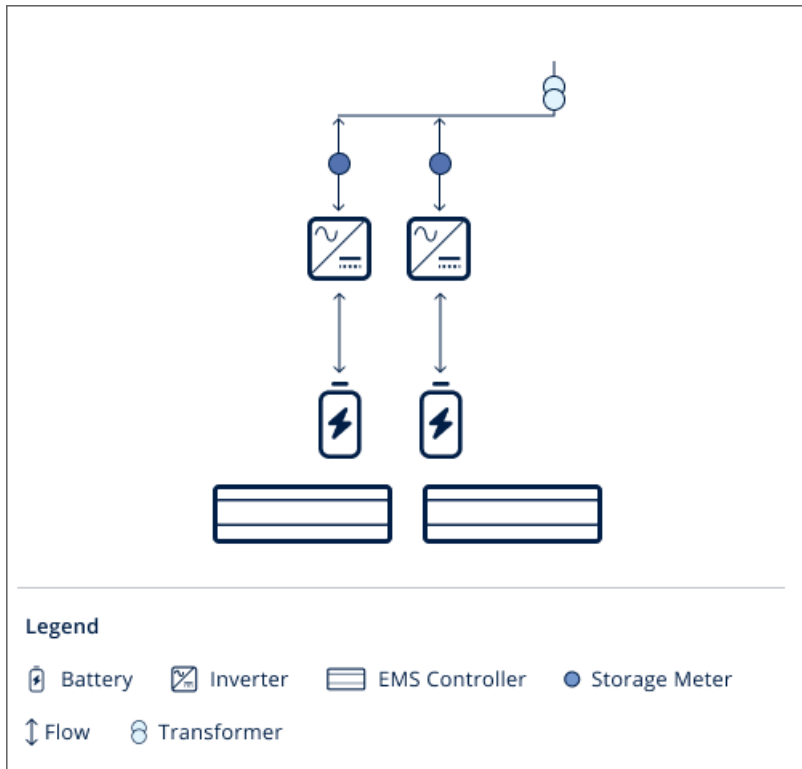 Legend
Battery Inverter EMS Controller Storage Meter
Flow Transformer